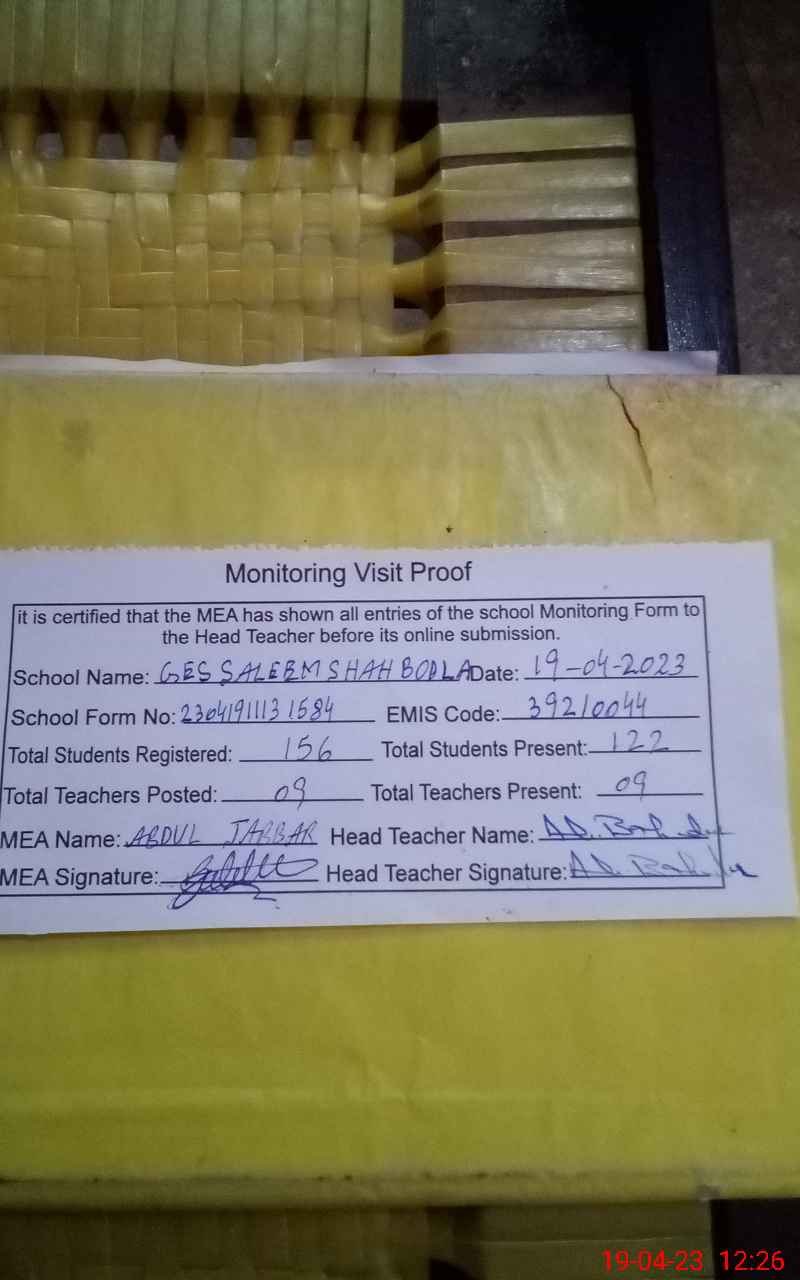 Monitoring Visit Proof
it is certified that the MEA has shown all entries of the school Monitoring Form to
the Head Teacher before its online submission.
School Name: GES SALEEM SHAH BODLA Date: 19-04-2023
School Form No: 23041911131584 EMIS Code: 39210044
Total Students Registered: 156 Total Students Present: 122
Total Teachers Posted: 09 Total Teachers Present: 09
MEA Name: ABDUL JABBAR Head Teacher Name:
MEA Signature: Head Teacher Signature:
19-04-23 12:26